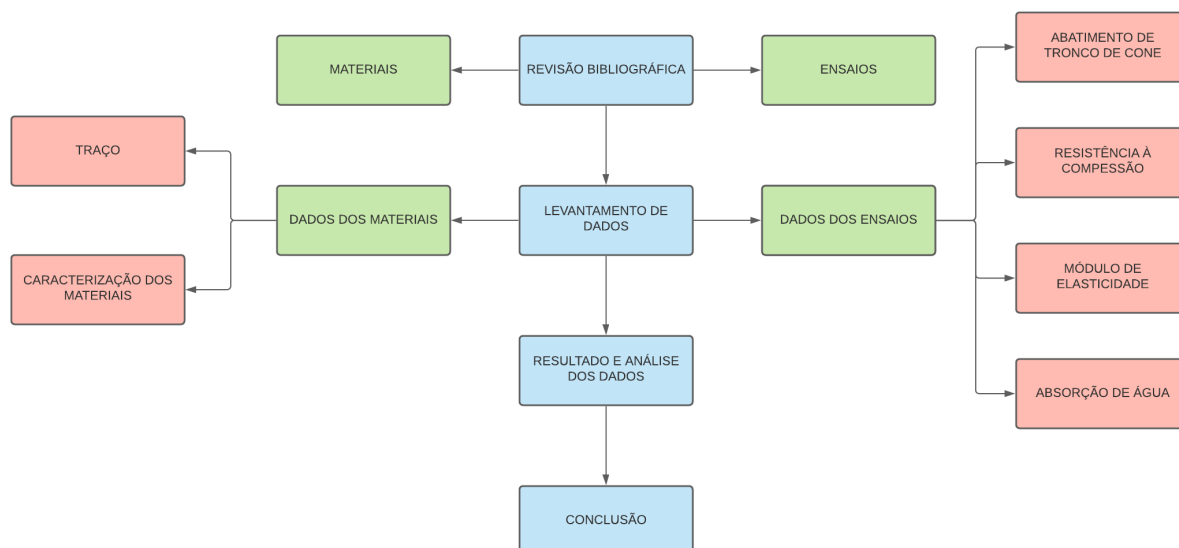 ABATIMENTO DE
TRONCO DE CONE
MATERIAIS
REVISÃO BIBLIOGRÁFICA
ENSAIOS
TRAÇO
RESISTÊNCIA À
COMPESSÃO
DADOS DOS MATERIAIS
LEVANTAMENTO DE
DADOS
DADOS DOS ENSAIOS
CARACTERIZAÇÃO DOS
MATERIAIS
MÓDULO DE
ELASTICIDADE
RESULTADO E ANÁLISE
DOS DADOS
ABSORÇÃO DE ÁGUA
CONCLUSÃO